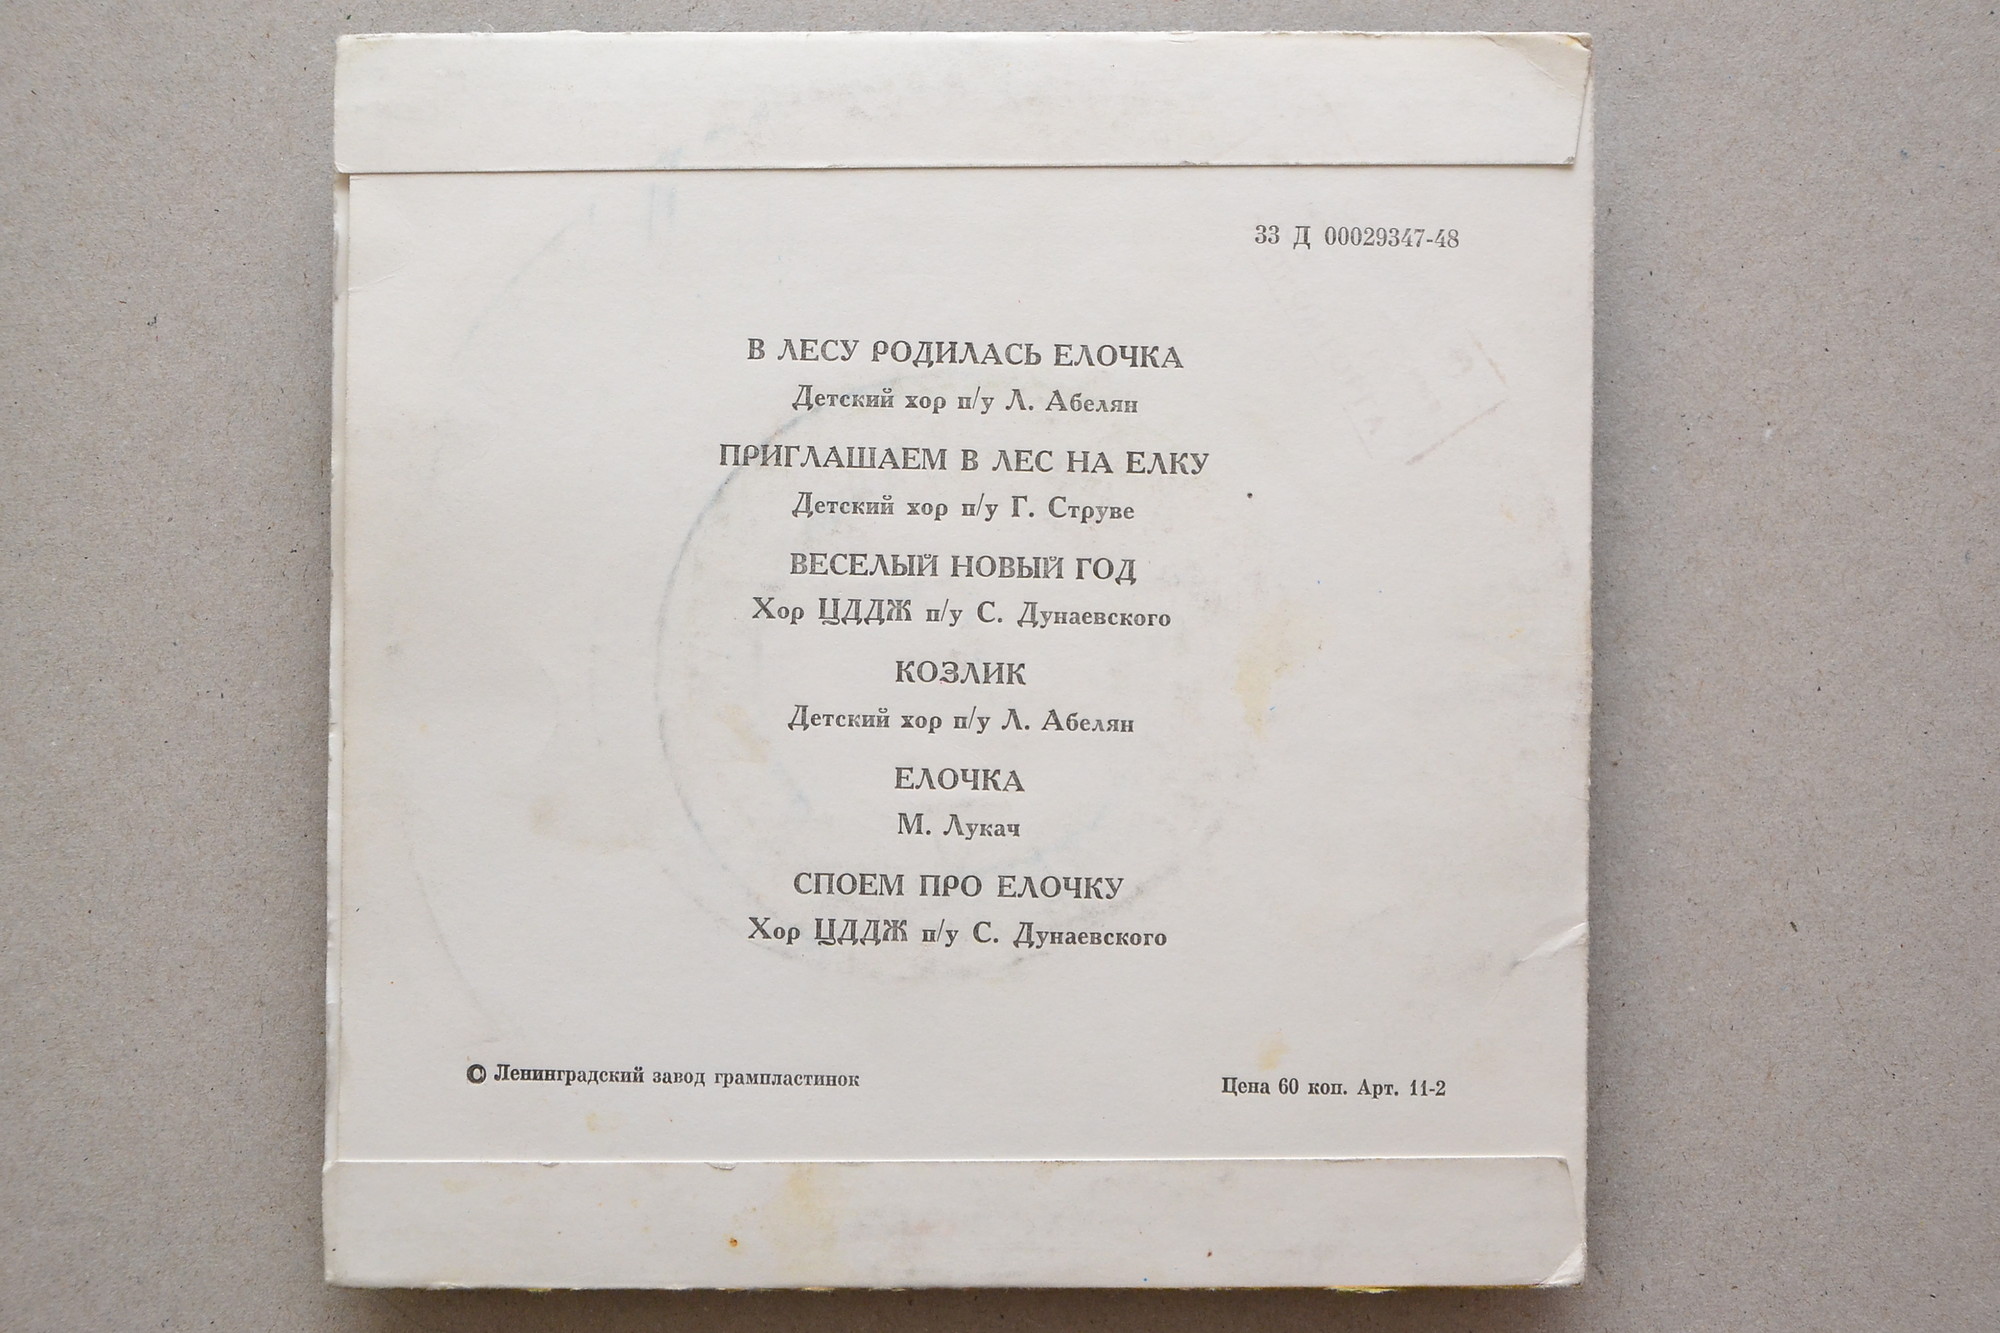 33 Д 00029347-48
В ЛЕСУ РОДИЛАСЬ ЕЛОЧКА
Детский хор п/у Л. Абелян
ПРИГЛАШАЕМ В ЛЕС НА ЕЛКУ
Детский хор п/у Г. Струве
ВЕСЕЛЫЙ НОВЫЙ ГОД
Хор ЦДДЖ п/у С. Дунаевского
КОЗЛИК
Детский хор п/у Л. Абелян
ЕЛОЧКА
М. Лукач
СПОЕМ ПРО ЕЛОЧКУ
Хор ЦДДЖ п/у С. Дунаевского
© Ленинградский завод грампластинок
Цена 60 коп. Арт. 11-2